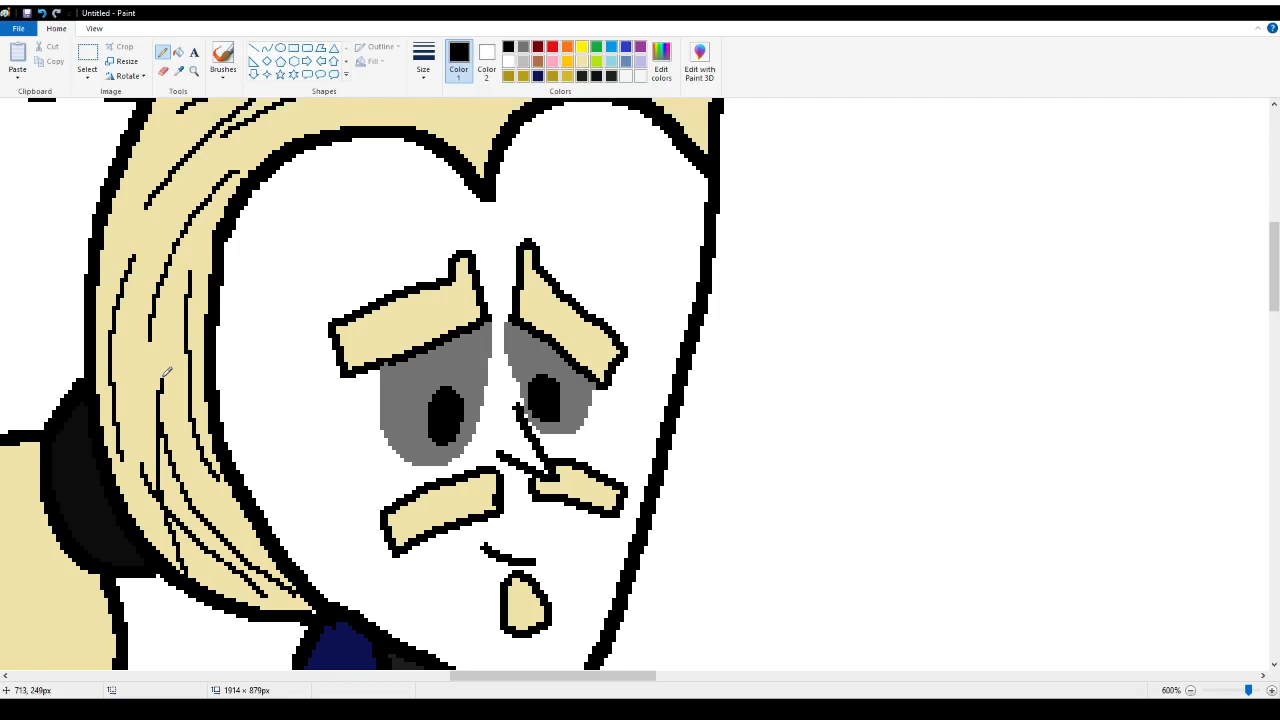 Untitled - Paint
File
Home
View
Paste
Cut
Copy
Clipboard
Select
Crop
Resize
Rotate
Image
Tools
Brushes
Outline
Fill
Shapes
Size
Color 1
Color 2
Edit colors
Edit with Paint 3D
Colors
713, 249px
1914 × 879px
600%